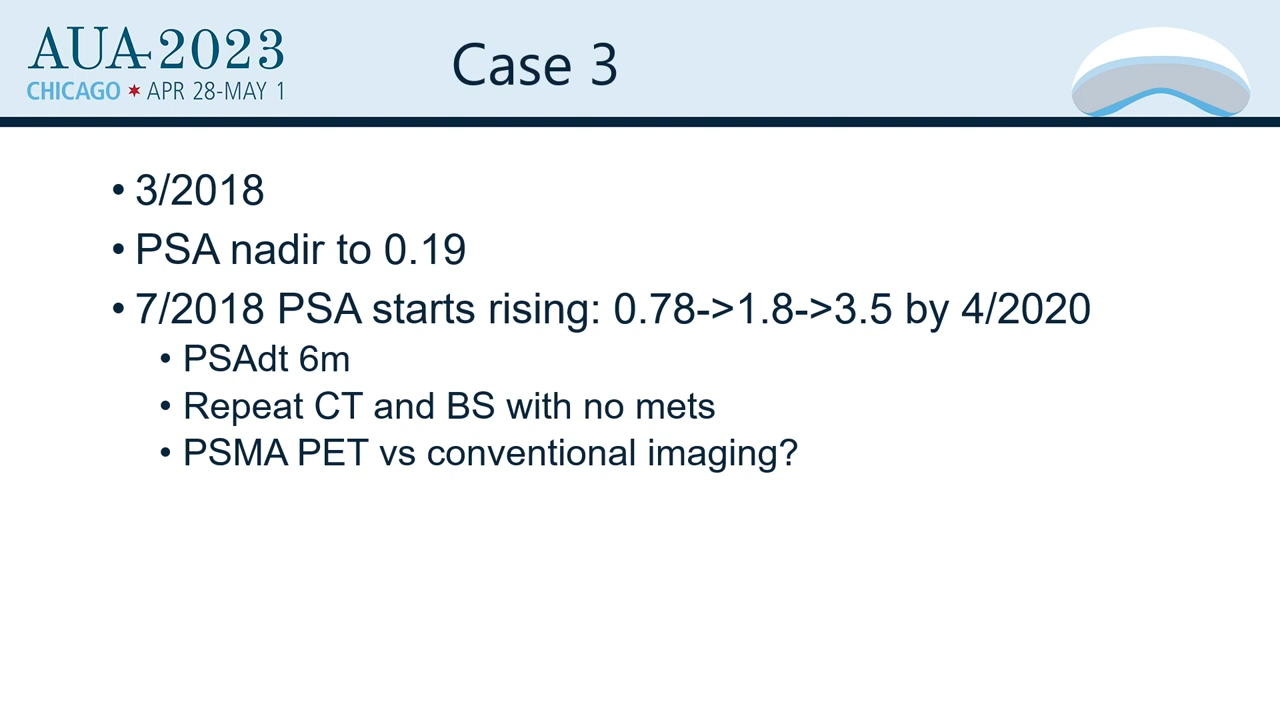 AUA 2023
CHICAGO ★ APR 28-MAY 1
Case 3
• 3/2018
• PSA nadir to 0.19
• 7/2018 PSA starts rising: 0.78->1.8->3.5 by 4/2020
• PSAdt 6m
• Repeat CT and BS with no mets
• PSMA PET vs conventional imaging?